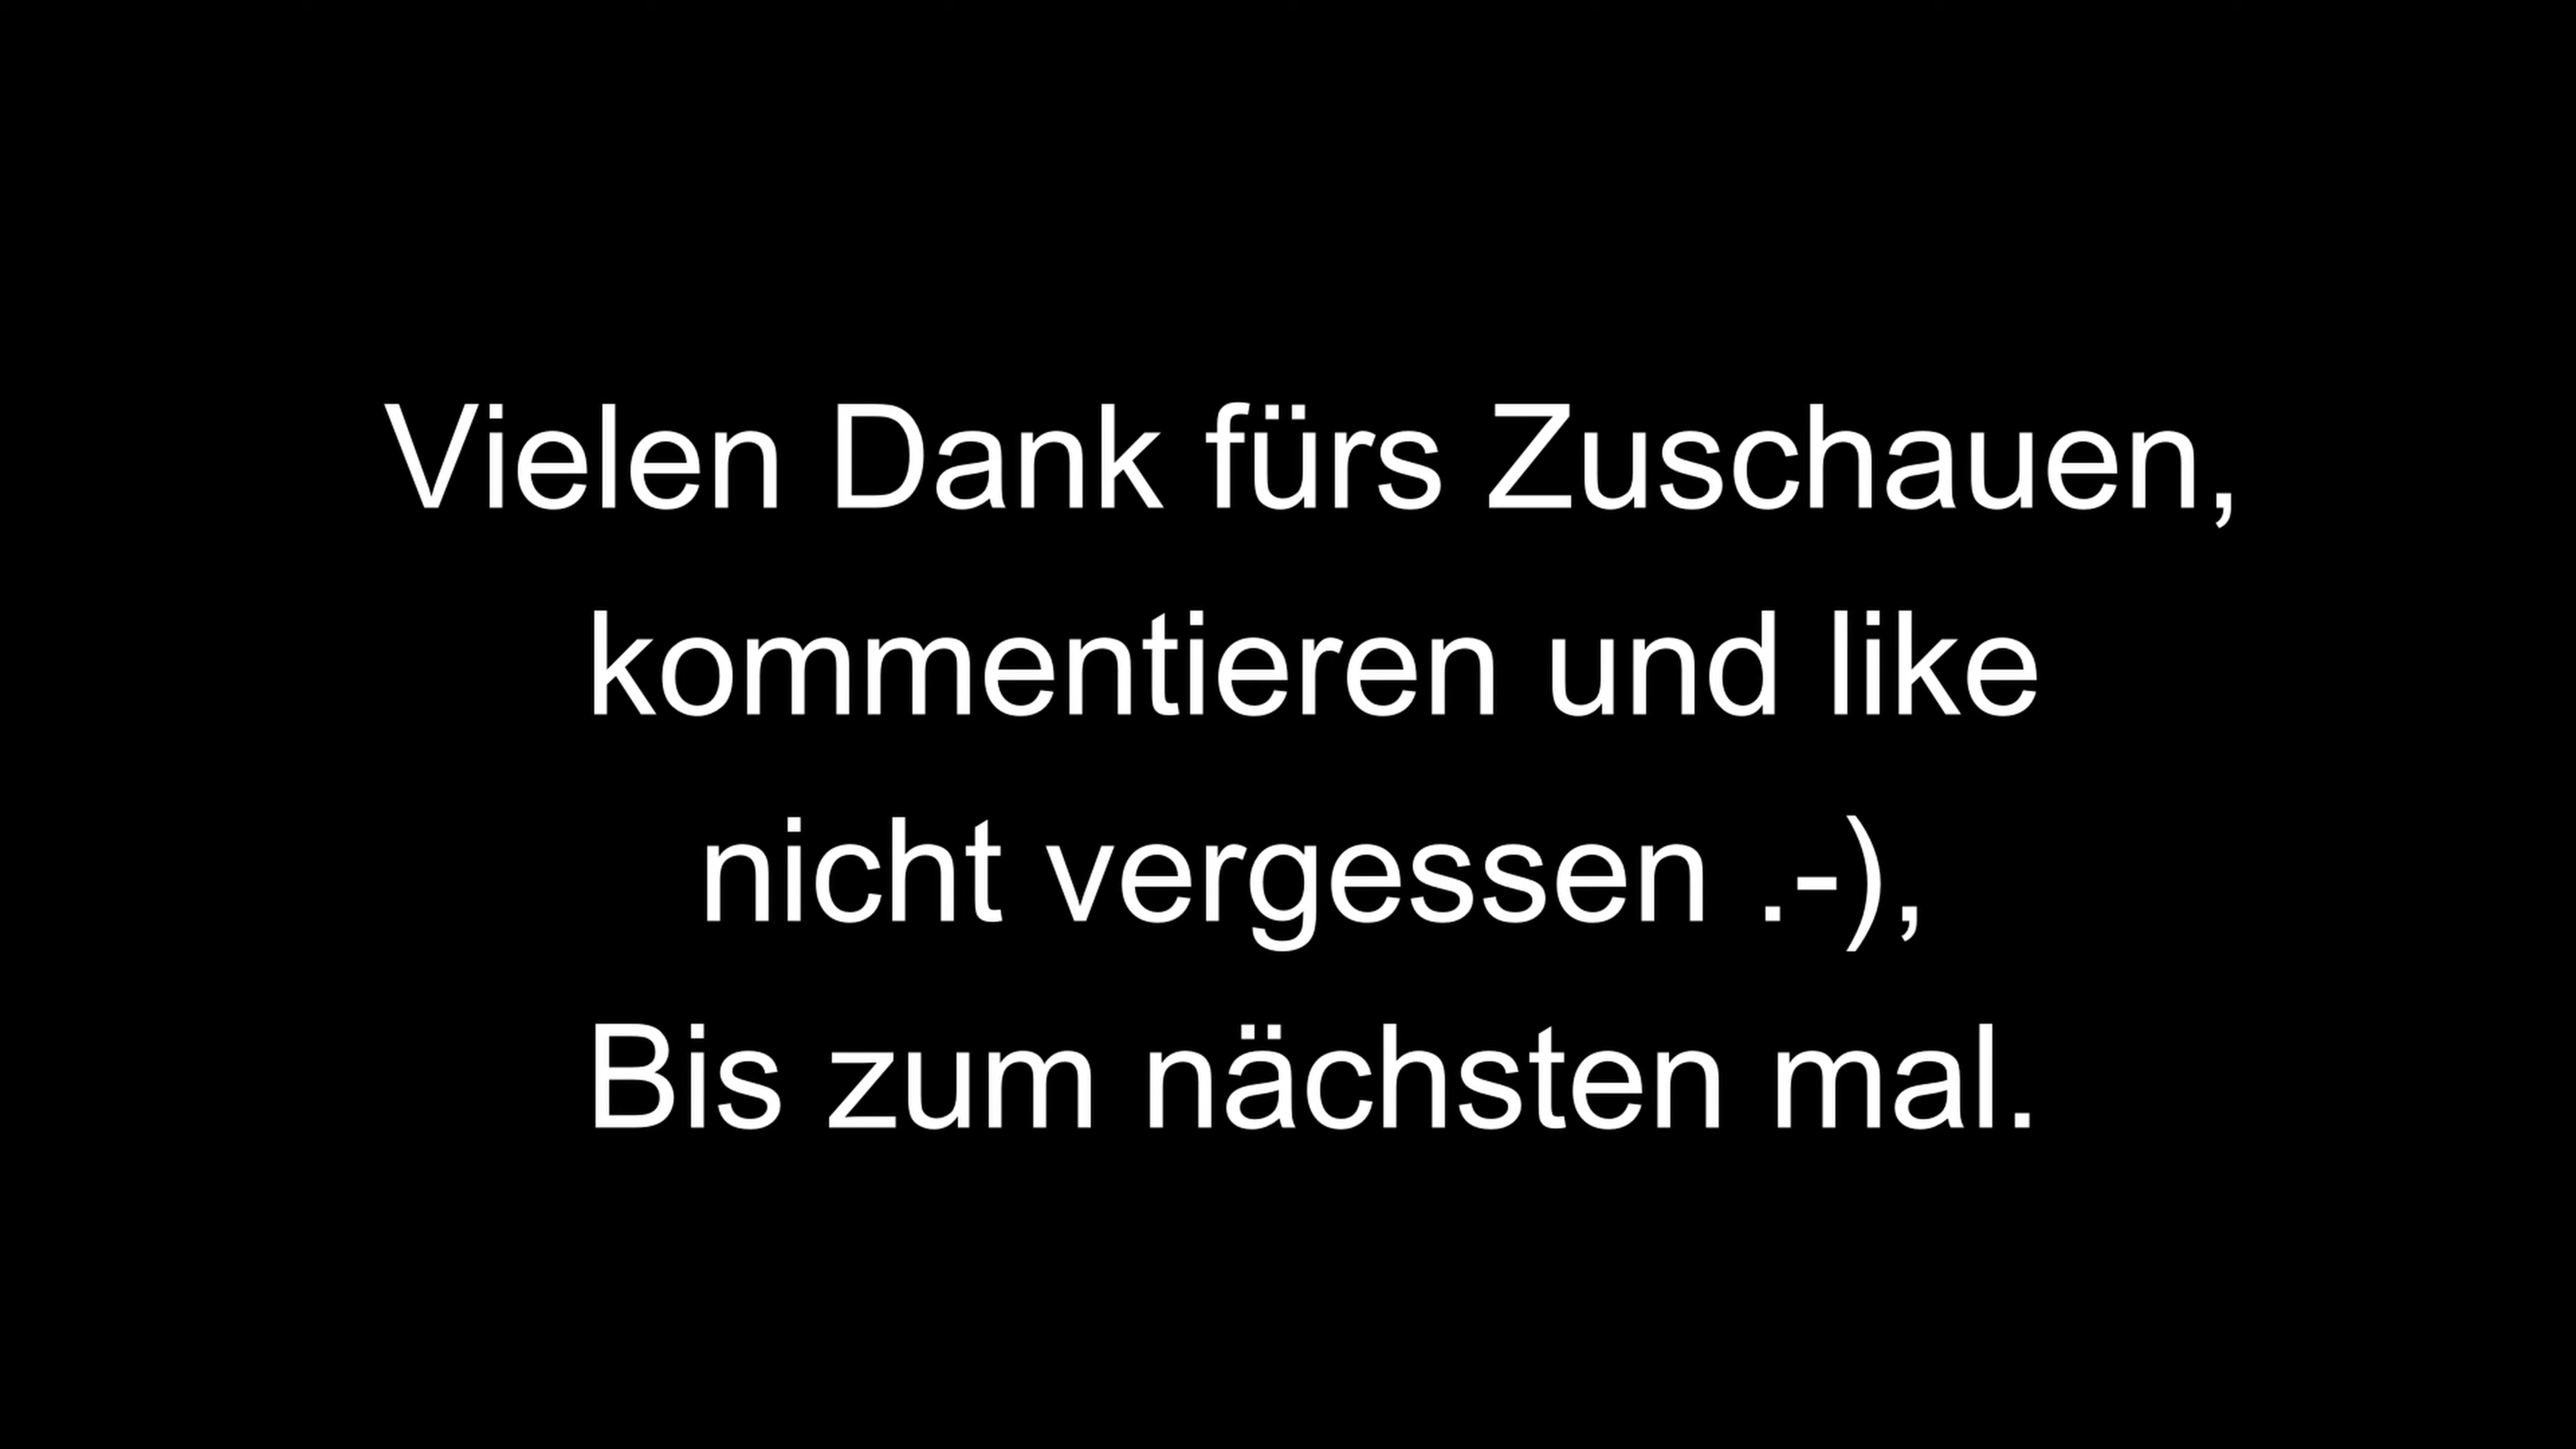 Vielen Dank fürs Zuschauen,
kommentieren und like
nicht vergessen .-),
Bis zum nächsten mal.